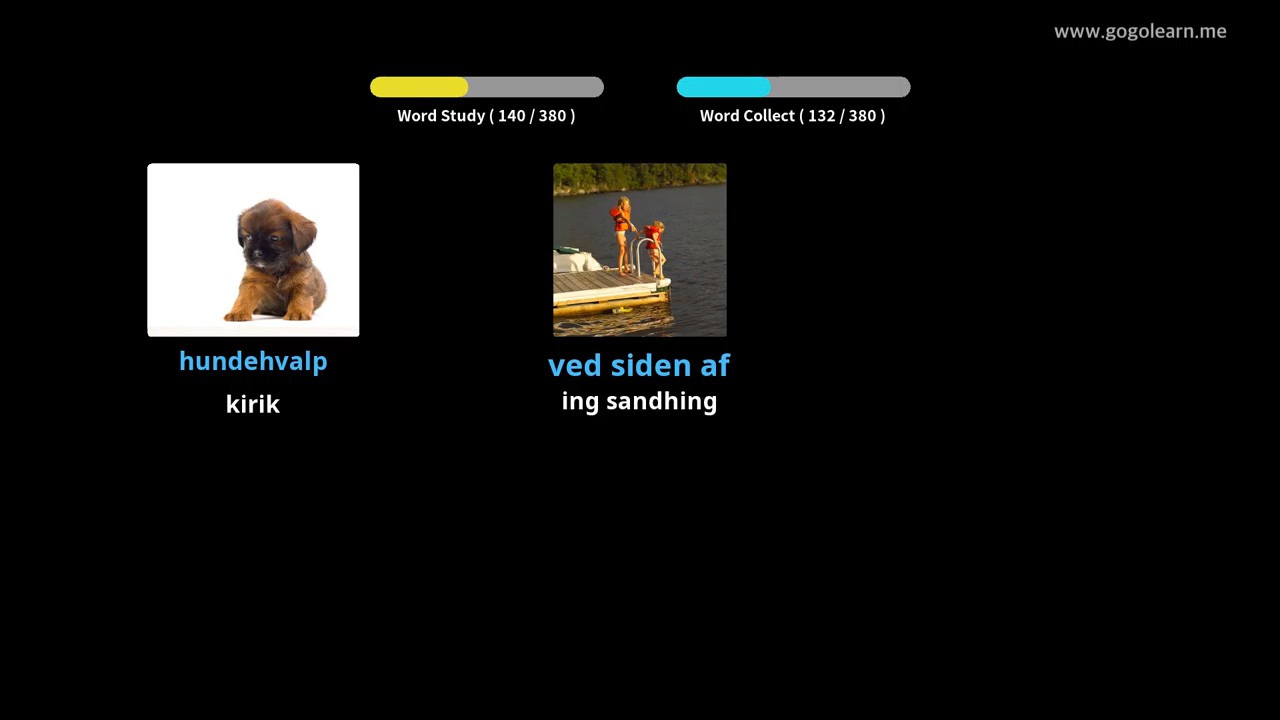 www.gogolearn.me
Word Study ( 140 / 380 )
Word Collect ( 132 / 380 )
hundehvalp
kirik
ved siden af
ing sandhing